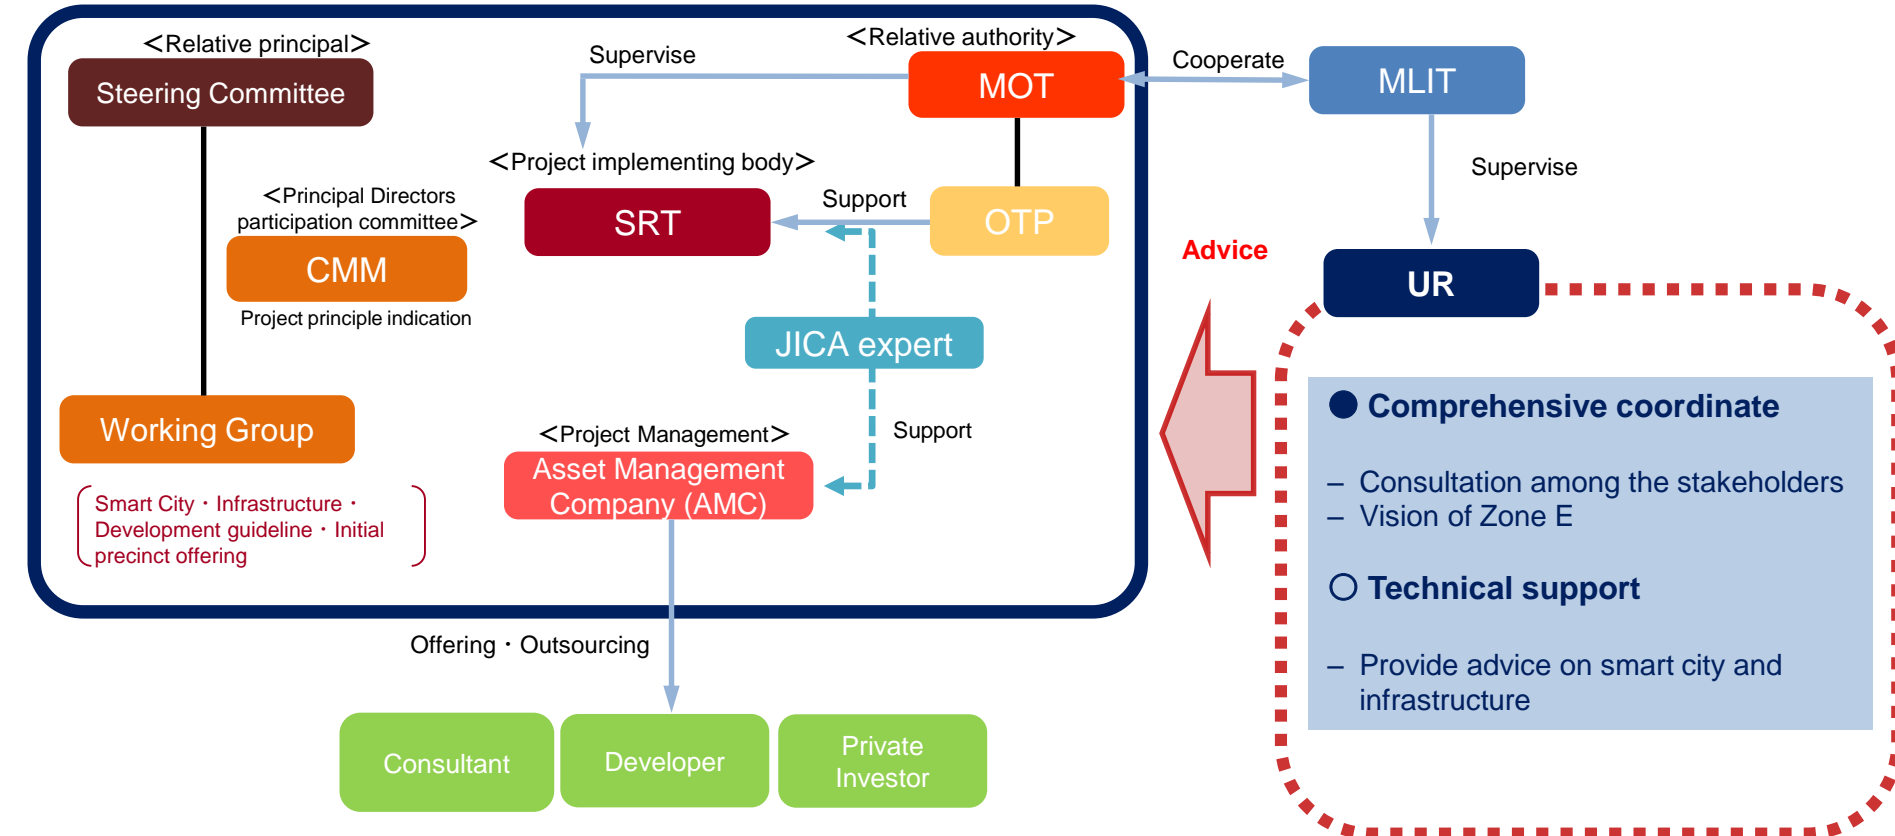 ＜Relative principal＞
Steering Committee
＜Principal Directors
participation committee＞
CMM
Project principle indication
Working Group
Smart City・Infrastructure・
Development guideline・Initial
precinct offering
Supervise
＜Relative authority＞
MOT
＜Project implementing body＞
SRT
Support
OTP
JICA expert
Support
＜Project Management＞
Asset Management
Company (AMC)
Offering・Outsourcing
Consultant
Developer
Private
Investor
Cooperate
MLIT
Supervise
Advice
UR
● Comprehensive coordinate
– Consultation among the stakeholders
– Vision of Zone E
○ Technical support
– Provide advice on smart city and
infrastructure